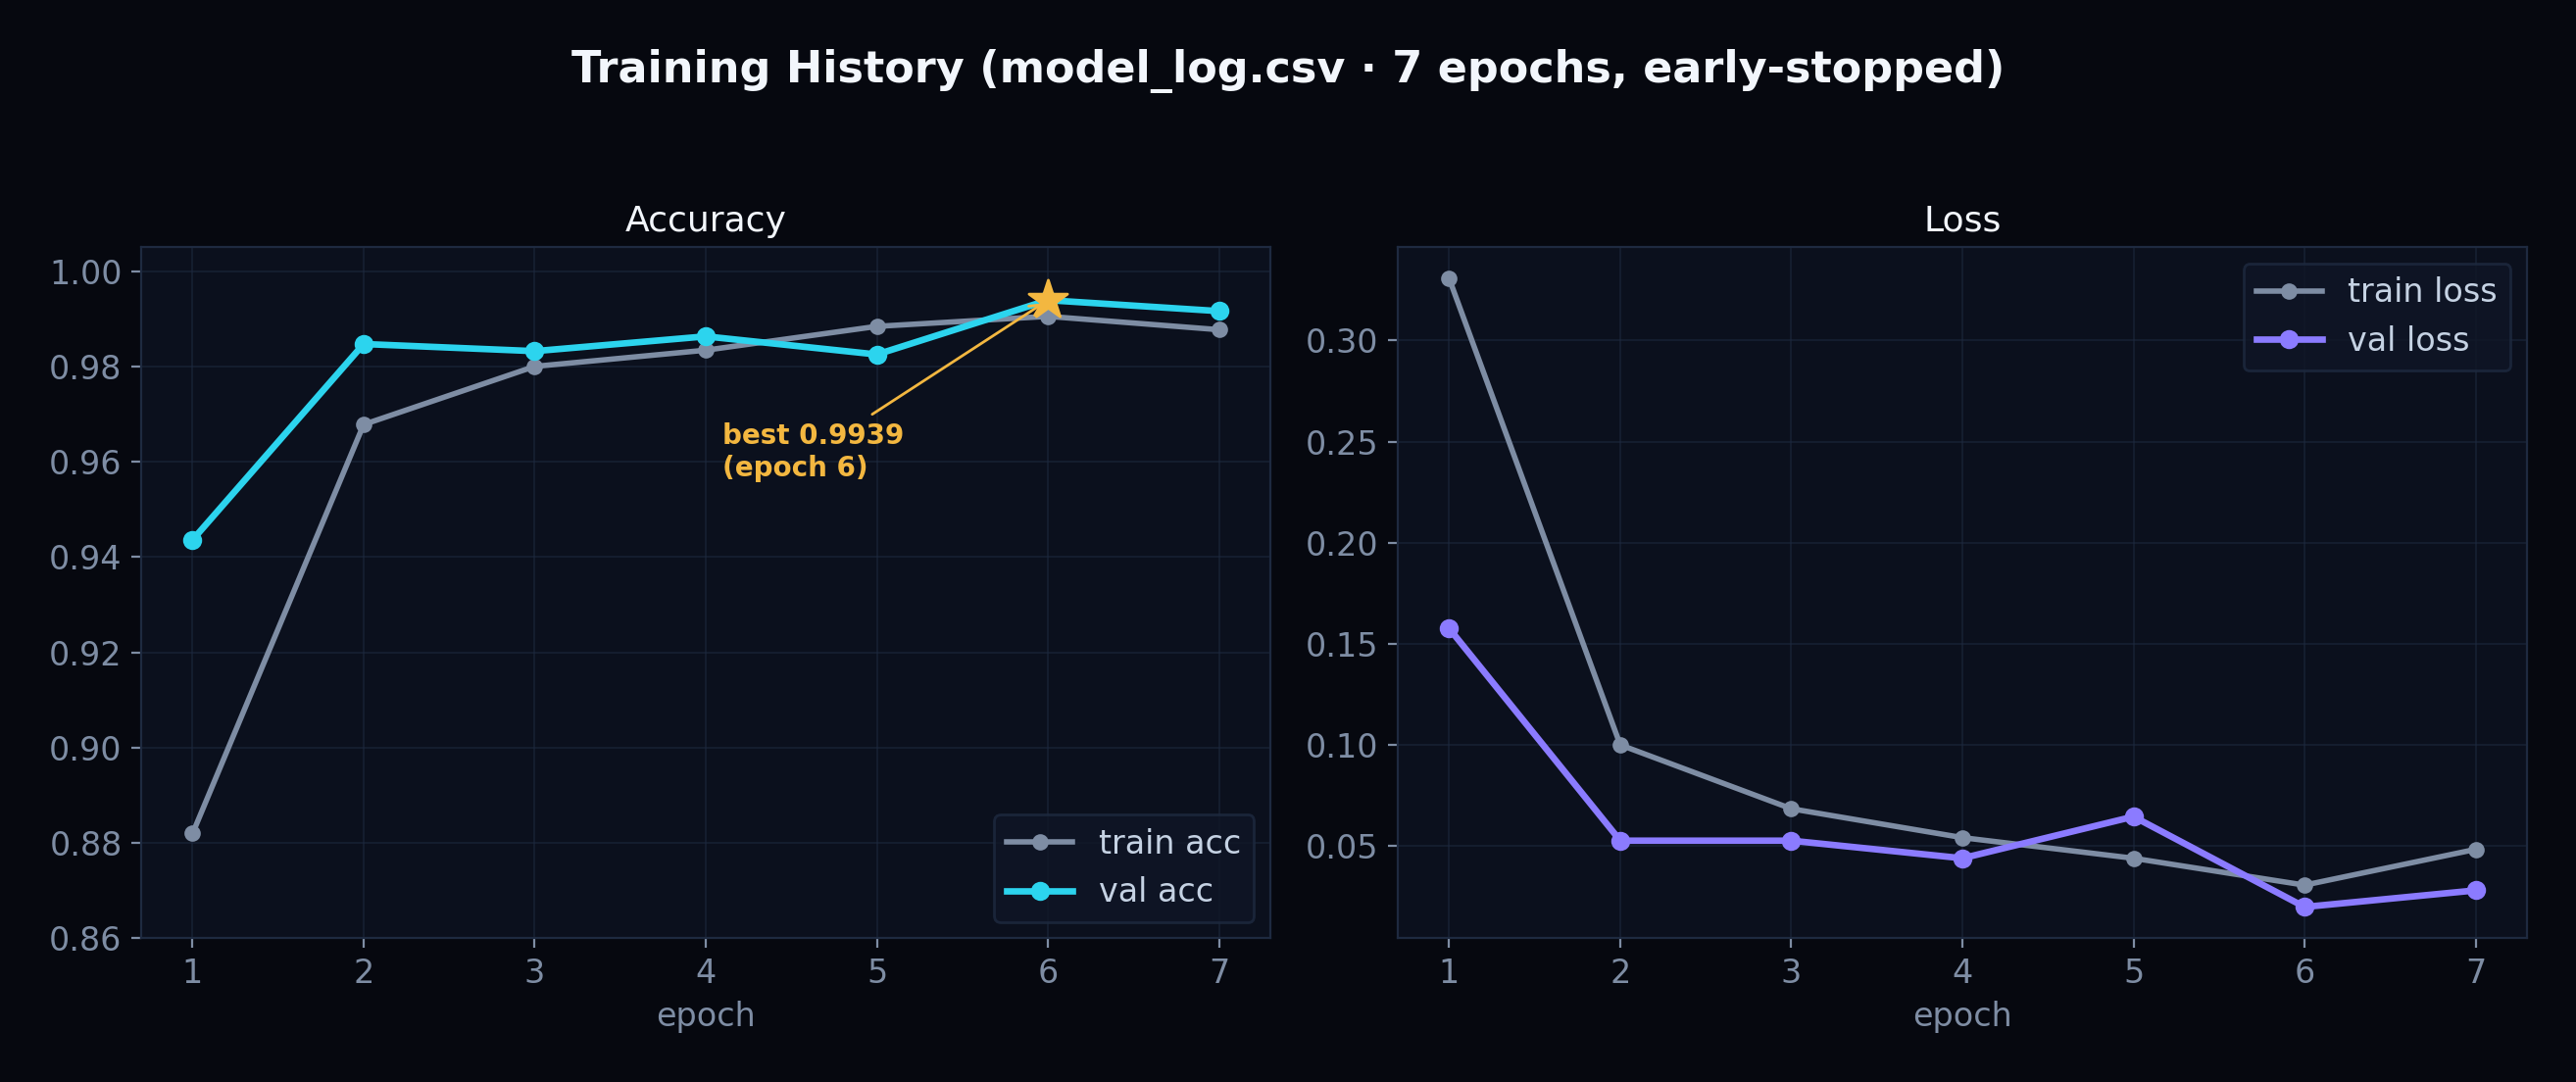 Training History (model_log.csv · 7 epochs, early-stopped)
Accuracy
1.00
0.98
0.96
0.94
0.92
0.90
0.88
0.86
best 0.9939
(epoch 6)
train acc
val acc
1 2 3 4 5 6 7
epoch
Loss
0.30
0.25
0.20
0.15
0.10
0.05
train loss
val loss
1 2 3 4 5 6 7
epoch